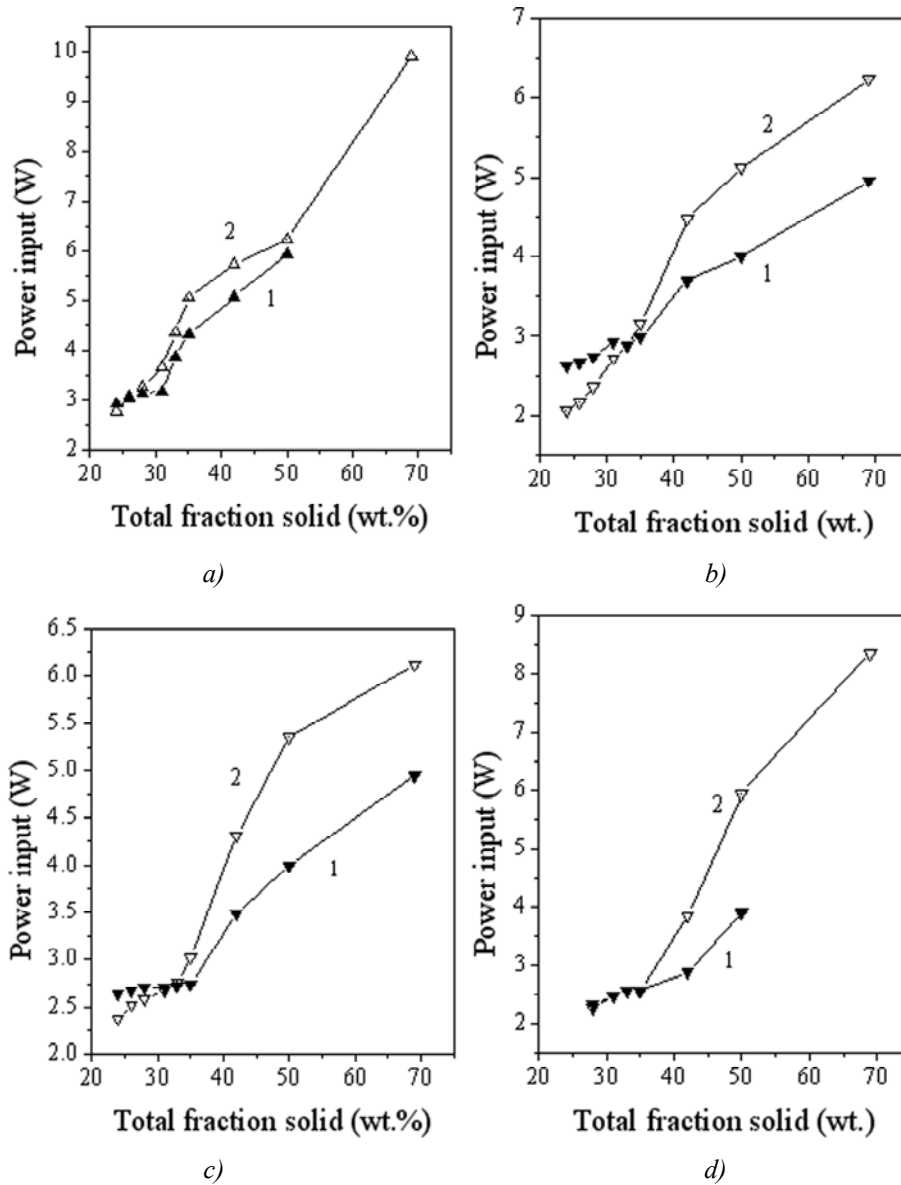 10
9
8
7
6
5
4
3
2
Power input (W)
2
1
20 30 40 50 60 70
Total fraction solid (wt.%)
a)
7
6
5
4
3
2
Power input (W)
2
1
20 30 40 50 60 70
Total fraction solid (wt.)
b)
6.5
6.0
5.5
5.0
4.0
3.5
3.0
2.5
2.0
Power input (W)
2
1
20 30 40 50 60 70
Total fraction solid (wt.%)
c)
9
8
7
6
5
4
3
2
Power input (W)
2
1
20 30 40 50 60 70
Total fraction solid (wt.)
d)